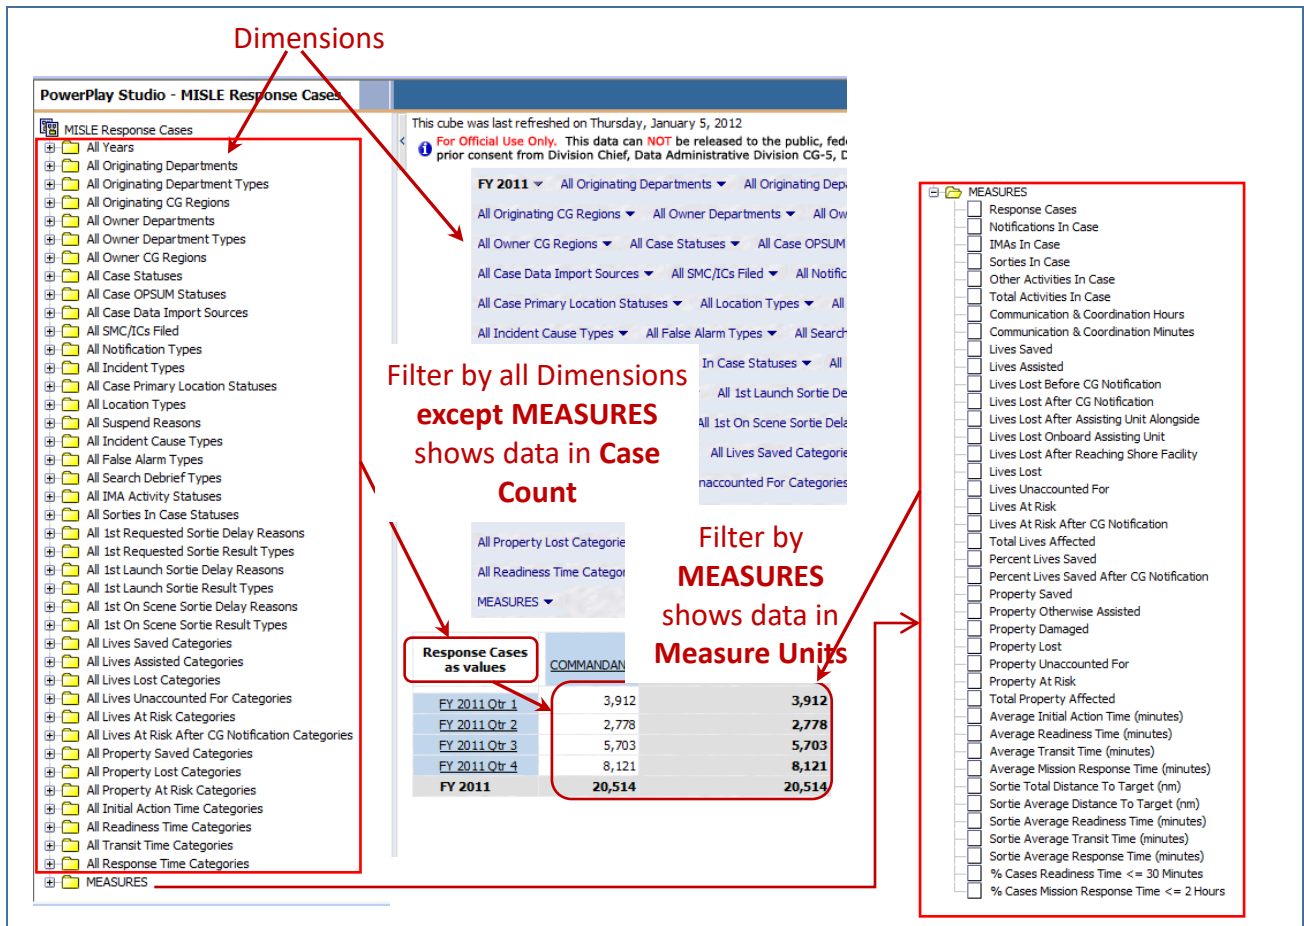 Dimensions
PowerPlay Studio - MISLE Response Cases
MISLE Response Cases
All Years
All Originating Departments
All Originating Department Types
All Originating CG Regions
All Owner Departments
All Owner Department Types
All Owner CG Regions
All Case Statuses
All Case OPSUM Statuses
All Case Data Import Sources
All SMC/ICs Filed
All Notification Types
All Incident Types
All Case Primary Location Statuses
All Location Types
All Suspend Reasons
All Incident Cause Types
All False Alarm Types
All Search Debrief Types
All IMA Activity Statuses
All Sorties In Case Statuses
All 1st Requested Sortie Delay Reasons
All 1st Requested Sortie Result Types
All 1st Launch Sortie Delay Reasons
All 1st Launch Sortie Result Types
All 1st On Scene Sortie Delay Reasons
All 1st On Scene Sortie Result Types
All Lives Saved Categories
All Lives Assisted Categories
All Lives Lost Categories
All Lives Unaccounted For Categories
All Lives At Risk Categories
All Lives At Risk After CG Notification Categories
All Property Saved Categories
All Property Lost Categories
All Property At Risk Categories
All Initial Action Time Categories
All Readiness Time Categories
All Transit Time Categories
All Response Time Categories
MEASURES
This cube was last refreshed on Thursday, January 5, 2012
For Official Use Only. This data can NOT be released to the public, fed
prior consent from Division Chief, Data Administrative Division CG-5, D
FY 2011 All Originating Departments All Originating Dep
All Originating CG Regions All Owner Departments All Ow
All Owner CG Regions All Case Statuses All Case OPSUM
All Case Data Import Sources All SMC/ICs Filed All Notific
All Case Primary Location Statuses All Location Types All
All Incident Cause Types All False Alarm Types All Search
In Case Statuses All
All 1st Launch Sortie De
All 1st On Scene Sortie Dela
All Lives Saved Categorie
naccounted For Categories
Filter by all Dimensions
except MEASURES
shows data in Case
Count
All Property Lost Categorie
All Readiness Time Categor
MEASURES
Filter by
MEASURES
shows data in
Measure Units
Response Cases
as values
COMMANDAN
FY 2011 Qtr 1 3,912 3,912
FY 2011 Qtr 2 2,778 2,778
FY 2011 Qtr 3 5,703 5,703
FY 2011 Qtr 4 8,121 8,121
FY 2011 20,514 20,514
MEASURES
Response Cases
Notifications In Case
IMAs In Case
Sorties In Case
Other Activities In Case
Total Activities In Case
Communication & Coordination Hours
Communication & Coordination Minutes
Lives Saved
Lives Assisted
Lives Lost Before CG Notification
Lives Lost After CG Notification
Lives Lost After Assisting Unit Alongside
Lives Lost Onboard Assisting Unit
Lives Lost After Reaching Shore Facility
Lives Lost
Lives Unaccounted For
Lives At Risk
Lives At Risk After CG Notification
Total Lives Affected
Percent Lives Saved
Percent Lives Saved After CG Notification
Property Saved
Property Otherwise Assisted
Property Damaged
Property Lost
Property Unaccounted For
Property At Risk
Total Property Affected
Average Initial Action Time (minutes)
Average Readiness Time (minutes)
Average Transit Time (minutes)
Average Mission Response Time (minutes)
Sortie Total Distance To Target (nm)
Sortie Average Distance To Target (nm)
Sortie Average Readiness Time (minutes)
Sortie Average Transit Time (minutes)
Sortie Average Response Time (minutes)
% Cases Readiness Time <= 30 Minutes
% Cases Mission Response Time <= 2 Hours